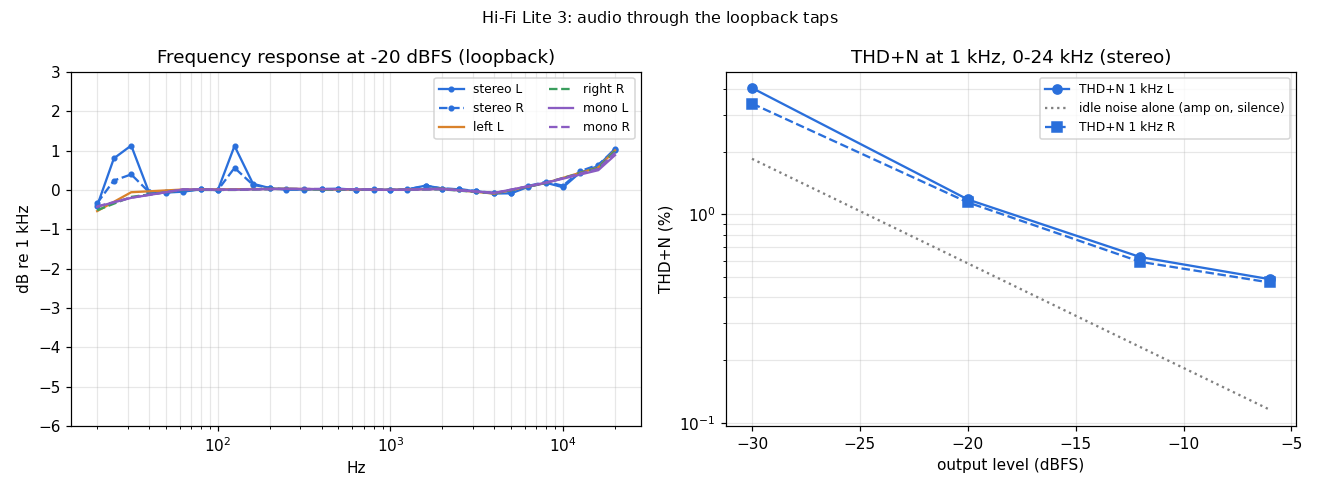 Hi-Fi Lite 3: audio through the loopback taps
Frequency response at -20 dBFS (loopback)
3
2
1
0
−1
−2
−3
−4
−5
−6
dB re 1 kHz
stereo L
stereo R
left L
right R
mono L
mono R
10²
10³
10⁴
Hz
THD+N at 1 kHz, 0-24 kHz (stereo)
THD+N 1 kHz L
idle noise alone (amp on, silence)
THD+N 1 kHz R
10⁰
10⁻¹
THD+N (%)
−30
−25
−20
−15
−10
−5
output level (dBFS)